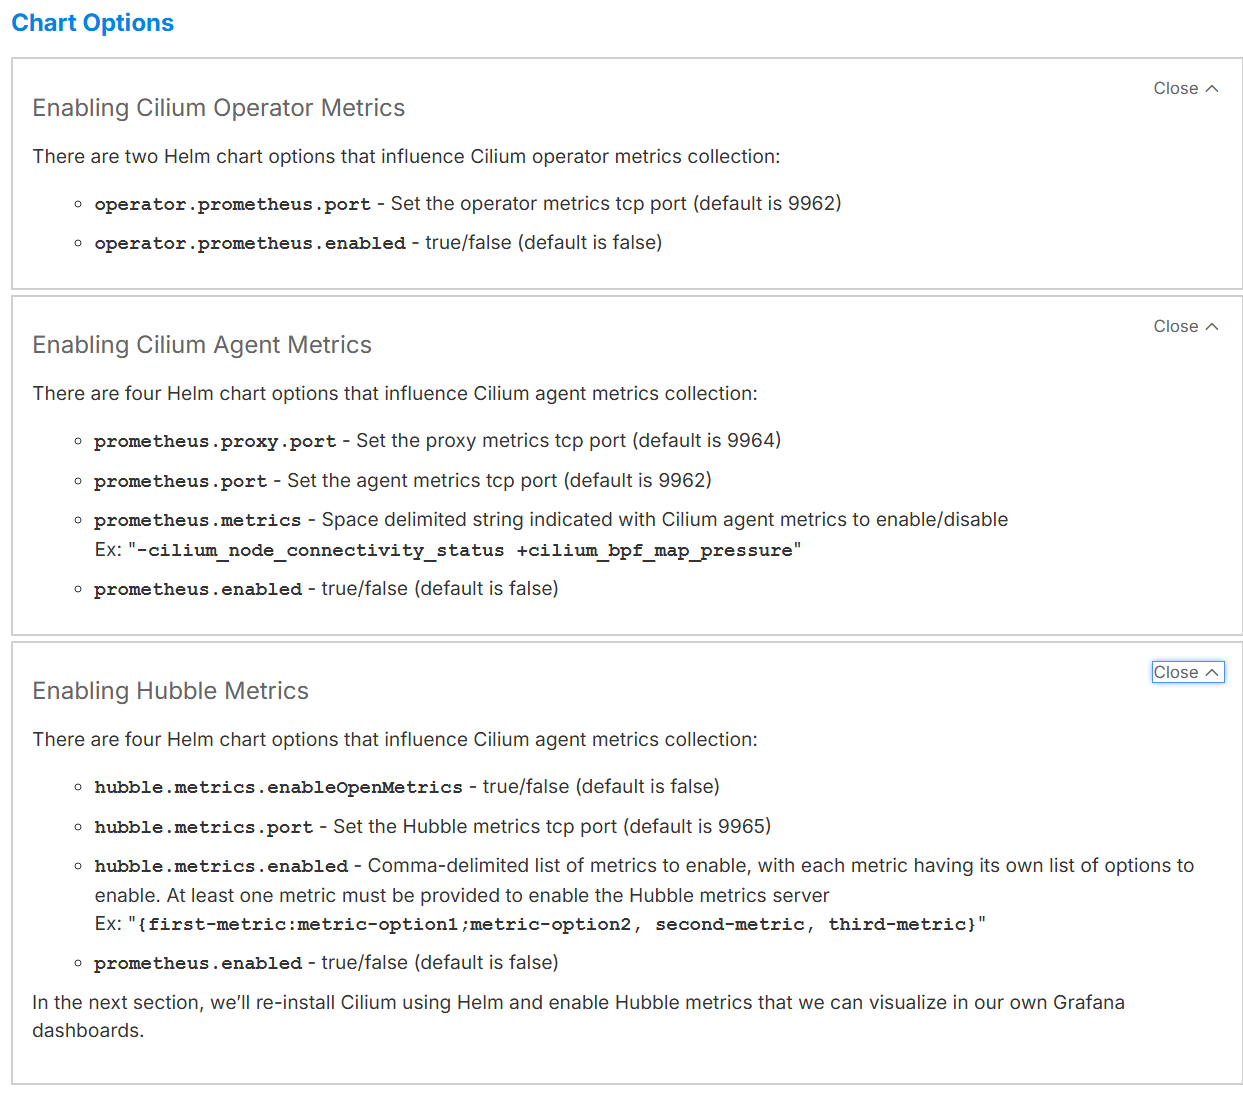 Chart Options
Close
Enabling Cilium Operator Metrics
There are two Helm chart options that influence Cilium operator metrics collection:
operator.prometheus.port - Set the operator metrics tcp port (default is 9962)
operator.prometheus.enabled - true/false (default is false)
Close
Enabling Cilium Agent Metrics
There are four Helm chart options that influence Cilium agent metrics collection:
prometheus.proxy.port - Set the proxy metrics tcp port (default is 9964)
prometheus.port - Set the agent metrics tcp port (default is 9962)
prometheus.metrics - Space delimited string indicated with Cilium agent metrics to enable/disable
Ex: "-cilium_node_connectivity_status +cilium_bpf_map_pressure"
prometheus.enabled - true/false (default is false)
Close
Enabling Hubble Metrics
There are four Helm chart options that influence Cilium agent metrics collection:
hubble.metrics.enableOpenMetrics - true/false (default is false)
hubble.metrics.port - Set the Hubble metrics tcp port (default is 9965)
hubble.metrics.enabled - Comma-delimited list of metrics to enable, with each metric having its own list of options to
enable. At least one metric must be provided to enable the Hubble metrics server
Ex: "{first-metric:metric-option1;metric-option2, second-metric, third-metric}"
prometheus.enabled - true/false (default is false)
In the next section, we’ll re-install Cilium using Helm and enable Hubble metrics that we can visualize in our own Grafana
dashboards.